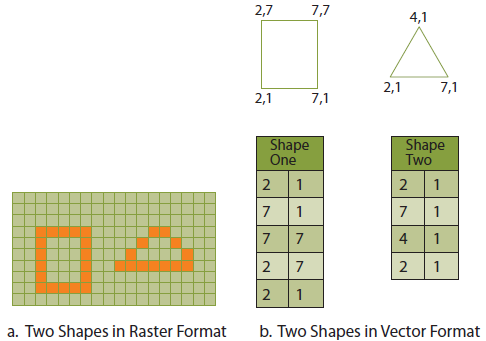 2,7 7,7
2,1 7,1
4,1
2,1 7,1
Shape
One
2 1
7 1
7 7
2 7
2 1
Shape
Two
2 1
7 1
4 1
2 1
a. Two Shapes in Raster Format
b. Two Shapes in Vector Format